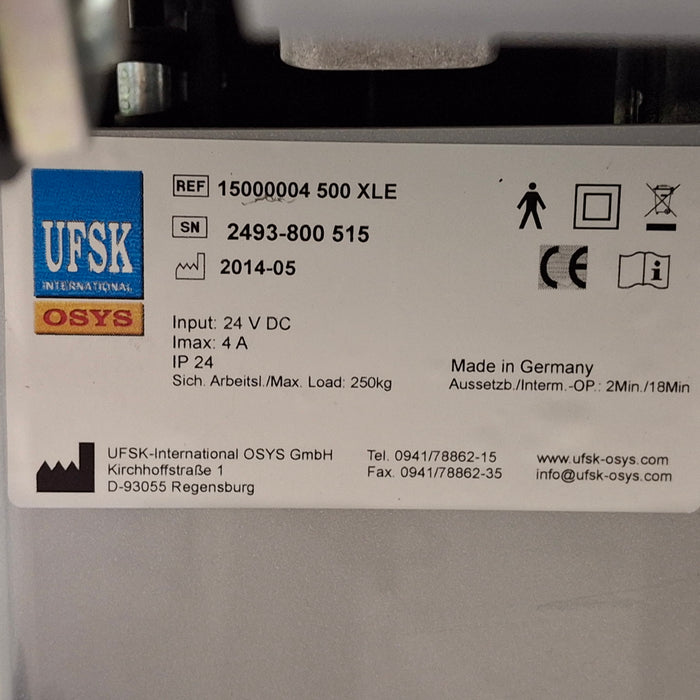 UFSK
INTERNATIONAL
OSYS
REF 15000004 500 XLE
SN 2493-800 515
2014-05
CE
i
Input: 24 V DC
Imax: 4 A
IP 24
Sich. Arbeitsl./Max. Load: 250kg
Made in Germany
Aussetzb./Interm.-OP.: 2Min./18Min
UFSK-International OSYS GmbH
Kirchhoffstraße 1
D-93055 Regensburg
Tel. 0941/78862-15
Fax. 0941/78862-35
www.ufsk-osys.com
info@ufsk-osys.com